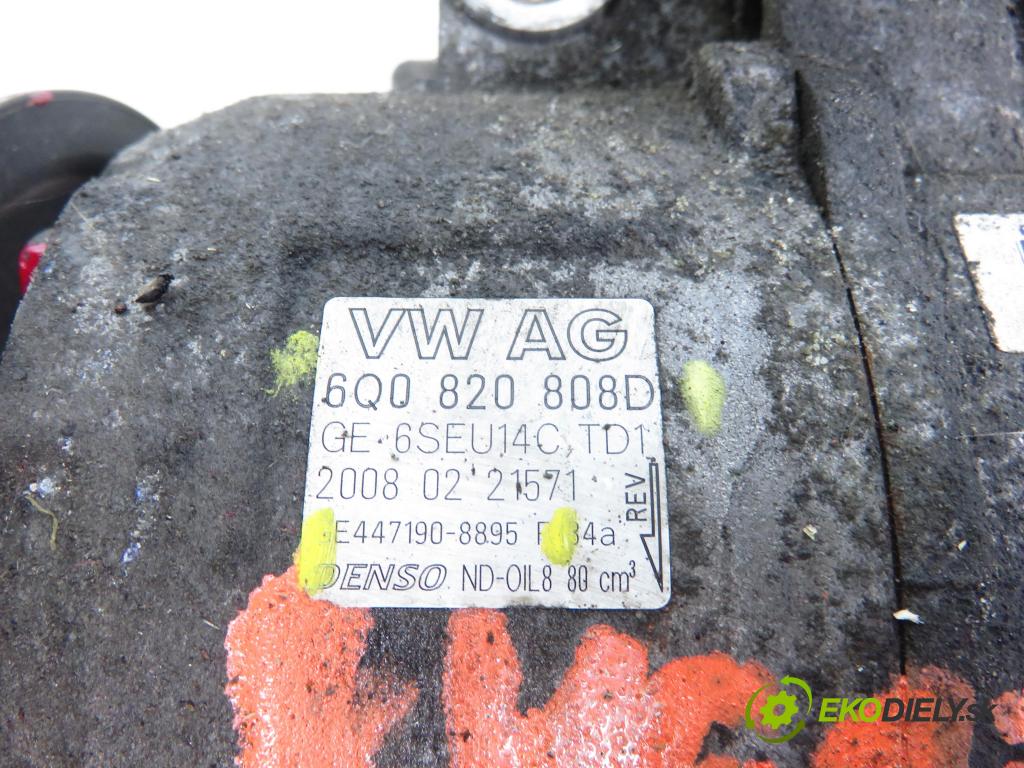 VW AG
6Q0 820 808D
GE 6SEU14C TD1
2008 02 21571
REV
GE447190-8895
DENSO ND-OIL8 80 cm³
EKODIELY.sk